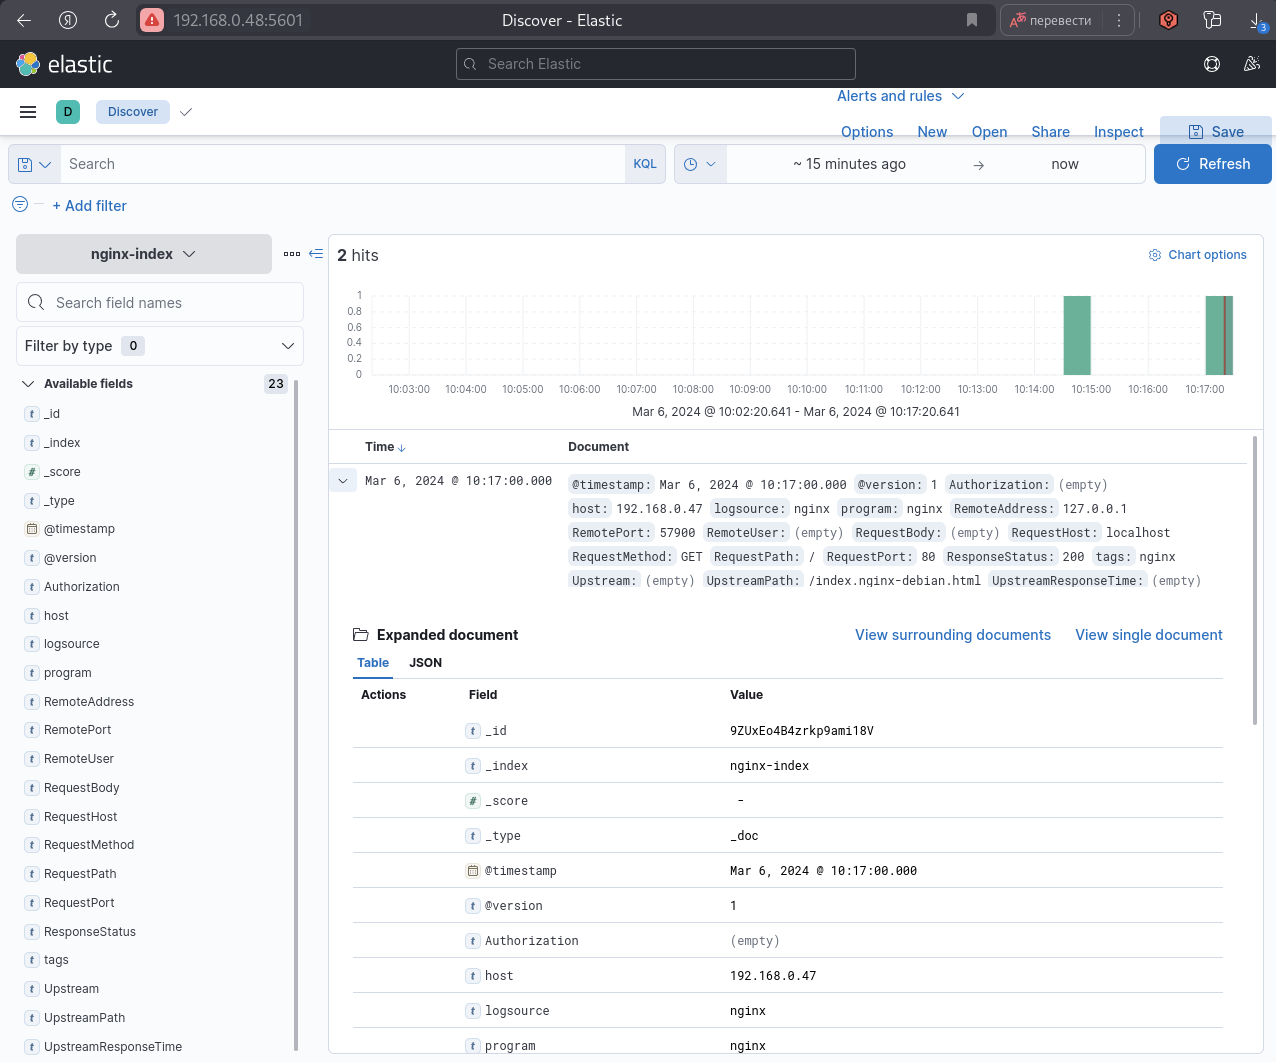 192.168.0.48:5601
Discover - Elastic
перевести
3
elastic
Search Elastic
D
Discover
Alerts and rules
Options
New
Open
Share
Inspect
Save
Search
KQL
~ 15 minutes ago
→
now
Refresh
+ Add filter
nginx-index
Search field names
Filter by type 0
Available fields 23
t _id
t _index
# _score
t _type
@timestamp
t @version
t Authorization
t host
t logsource
t program
t RemoteAddress
t RemotePort
t RemoteUser
t RequestBody
t RequestHost
t RequestMethod
t RequestPath
t RequestPort
t ResponseStatus
t tags
t Upstream
t UpstreamPath
t UpstreamResponseTime
2 hits
Chart options
1
0.8
0.6
0.4
0.2
0
10:03:00 10:04:00 10:05:00 10:06:00 10:07:00 10:08:00 10:09:00 10:10:00 10:11:00 10:12:00 10:13:00 10:14:00 10:15:00 10:16:00 10:17:00
Mar 6, 2024 @ 10:02:20.641 - Mar 6, 2024 @ 10:17:20.641
Time ↓ Document
Mar 6, 2024 @ 10:17:00.000
@timestamp: Mar 6, 2024 @ 10:17:00.000 @version: 1 Authorization: (empty)
host: 192.168.0.47 logsource: nginx program: nginx RemoteAddress: 127.0.0.1
RemotePort: 57900 RemoteUser: (empty) RequestBody: (empty) RequestHost: localhost
RequestMethod: GET RequestPath: / RequestPort: 80 ResponseStatus: 200 tags: nginx
Upstream: (empty) UpstreamPath: /index.nginx-debian.html UpstreamResponseTime: (empty)
Expanded document
View surrounding documents
View single document
Table JSON
Actions Field Value
t _id 9ZUxEo4B4zrkp9ami18V
t _index nginx-index
# _score -
t _type _doc
@timestamp Mar 6, 2024 @ 10:17:00.000
t @version 1
t Authorization (empty)
t host 192.168.0.47
t logsource nginx
t program nginx